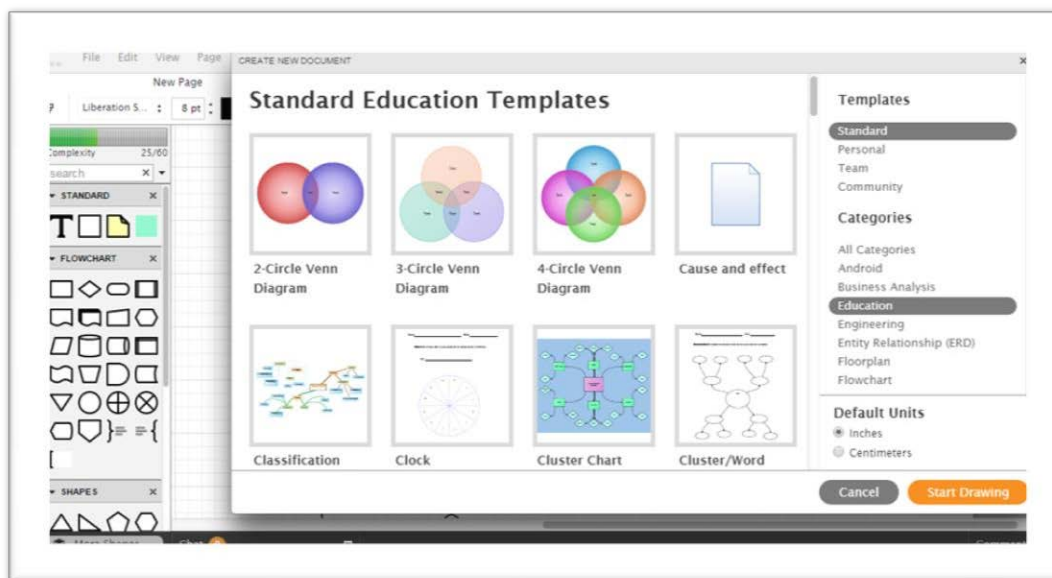 File Edit View Page
CREATE NEW DOCUMENT
New Page
Liberation S...
8 pt
Complexity 25/60
search
STANDARD
T
FLOWCHART
SHAPES
Standard Education Templates
2-Circle Venn
Diagram
3-Circle Venn
Diagram
4-Circle Venn
Diagram
Cause and effect
Classification
Clock
Cluster Chart
Cluster/Word
Templates
Standard
Personal
Team
Community
Categories
All Categories
Android
Business Analysis
Education
Engineering
Entity Relationship (ERD)
Floorplan
Flowchart
Default Units
Inches
Centimeters
Cancel
Start Drawing
More Shapes
Chat